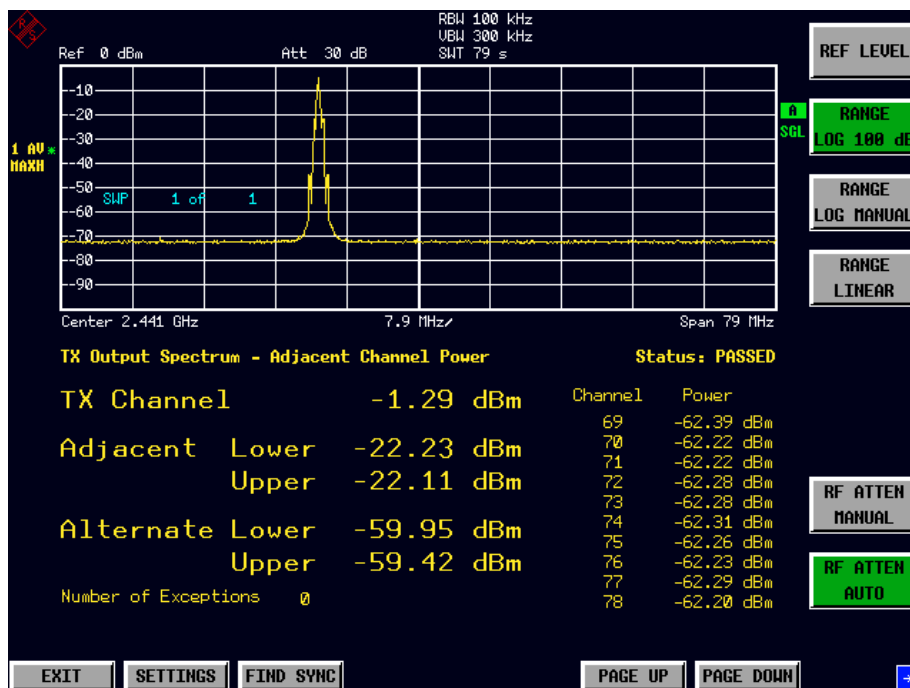 RBW 100 kHz
VBW 300 kHz
Ref 0 dBm Att 30 dB SWT 79 s
REF LEVEL
-10
-20
-30
-40
-50
-60
-70
-80
-90
1 AV *
MAXH
SWP 1 of 1
A
SGL
RANGE
LOG 100 dB
RANGE
LOG MANUAL
RANGE
LINEAR
Center 2.441 GHz 7.9 MHz/ Span 79 MHz
TX Output Spectrum - Adjacent Channel Power Status: PASSED
TX Channel -1.29 dBm
Adjacent Lower -22.23 dBm
Upper -22.11 dBm
Alternate Lower -59.95 dBm
Upper -59.42 dBm
Number of Exceptions 0
Channel Power
69 -62.39 dBm
70 -62.22 dBm
71 -62.22 dBm
72 -62.28 dBm
73 -62.28 dBm
74 -62.31 dBm
75 -62.26 dBm
76 -62.23 dBm
77 -62.29 dBm
78 -62.20 dBm
RF ATTEN
MANUAL
RF ATTEN
AUTO
EXIT SETTINGS FIND SYNC PAGE UP PAGE DOWN